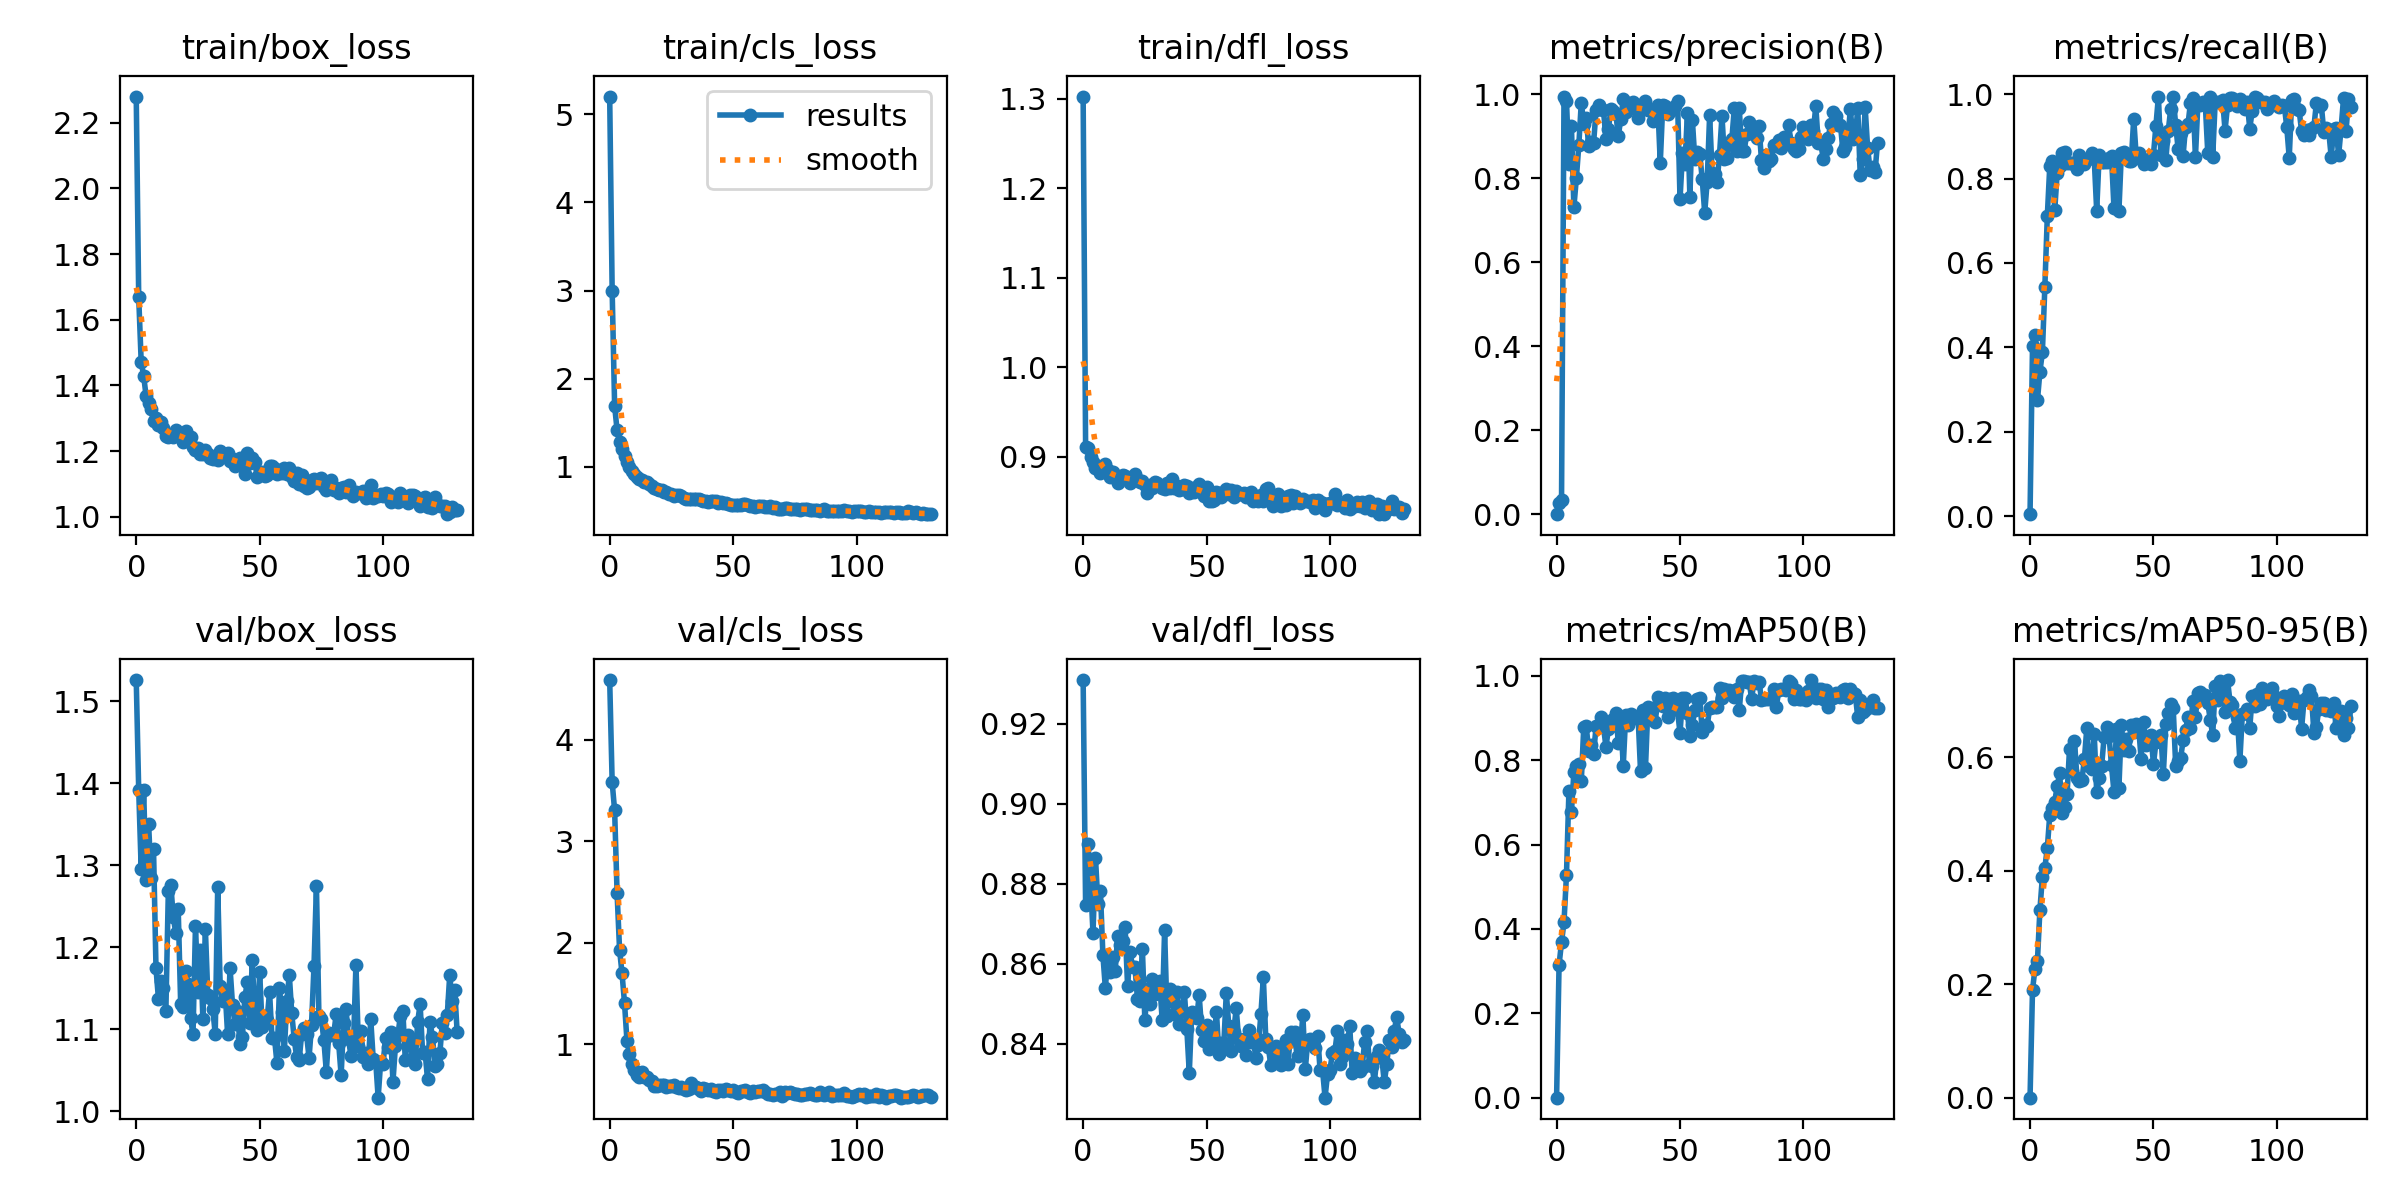 train/box_loss
2.2
2.0
1.8
1.6
1.4
1.2
1.0
0 50 100
train/cls_loss
results
smooth
5
4
3
2
1
0 50 100
train/dfl_loss
1.3
1.2
1.1
1.0
0.9
0 50 100
metrics/precision(B)
1.0
0.8
0.6
0.4
0.2
0.0
0 50 100
metrics/recall(B)
1.0
0.8
0.6
0.4
0.2
0.0
0 50 100
val/box_loss
1.5
1.4
1.3
1.2
1.1
1.0
0 50 100
val/cls_loss
4
3
2
1
0 50 100
val/dfl_loss
0.92
0.90
0.88
0.86
0.84
0 50 100
metrics/mAP50(B)
1.0
0.8
0.6
0.4
0.2
0.0
0 50 100
metrics/mAP50-95(B)
0.6
0.4
0.2
0.0
0 50 100